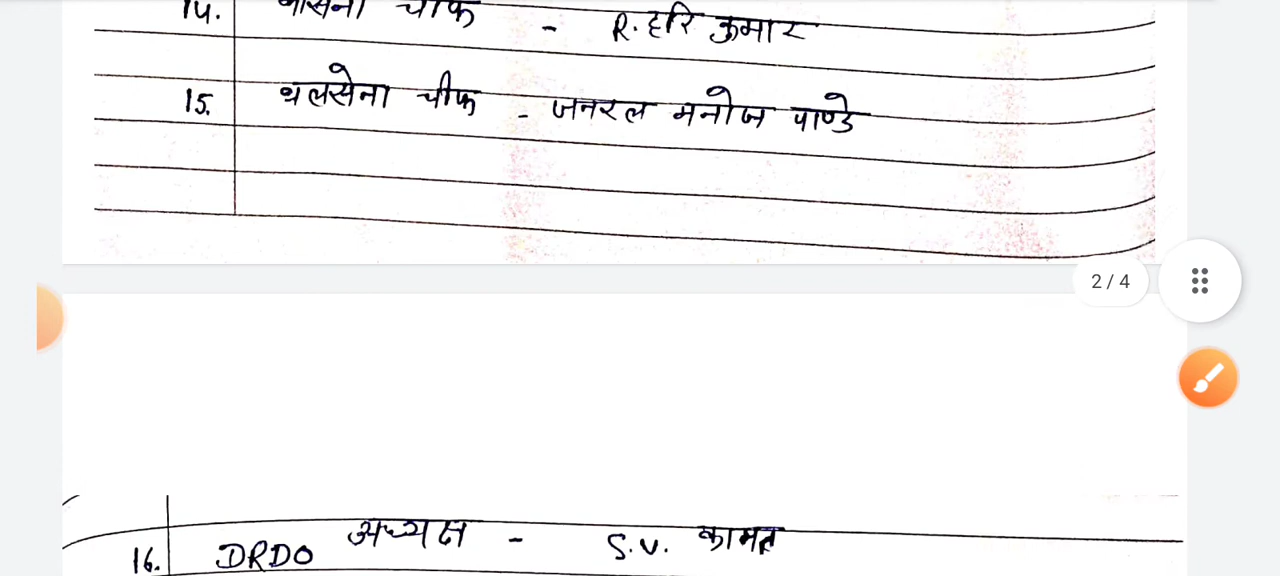 14. नौसेना चीफ - R. हरि कुमार
15. थलसेना चीफ - जनरल मनोज पाण्डे
2 / 4
16. DRDO अध्यक्ष - S.V. कामत